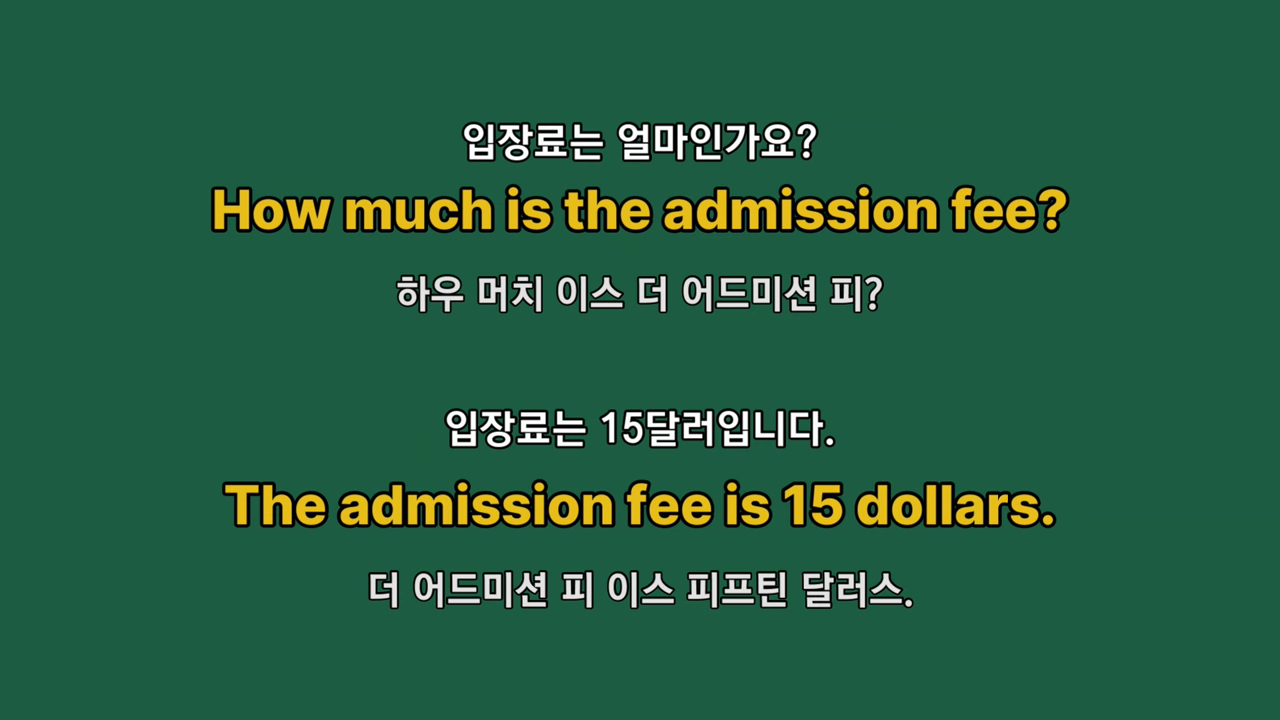 입장료는 얼마인가요?
How much is the admission fee?
하우 머치 이스 더 어드미션 피?
입장료는 15달러입니다.
The admission fee is 15 dollars.
더 어드미션 피 이스 피프틴 달러스.